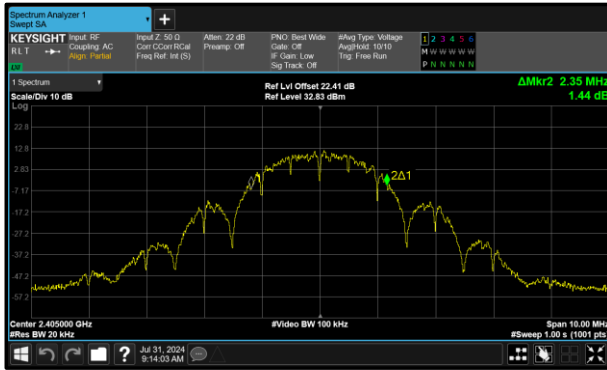 Spectrum Analyzer 1
Swept SA
+
KEYSIGHT Input: RF Input Z: 50 Ω Atten: 22 dB PNO: Best Wide #Avg Type: Voltage 1 2 3 4 5 6
RLT Coupling: AC Corr CCorr RCal Preamp: Off Gate: Off Avg|Hold: 10/10 M W W W W W
Align: Partial Freq Ref: Int (S) IF Gain: Low Trig: Free Run
Sig Track: Off P N N N N N
1 Spectrum Ref Lvl Offset 22.41 dB ΔMkr2 2.35 MHz
Scale/Div 10 dB Ref Level 32.83 dBm 1.44 dB
Log
22.8
12.8
2.83
2Δ1
-7.17
-17.2
-27.2
-37.2
-47.2
-57.2
Center 2.405000 GHz #Video BW 100 kHz Span 10.00 MHz
#Res BW 20 kHz #Sweep 1.00 s (1001 pts)
? Jul 31, 2024
9:14:03 AM